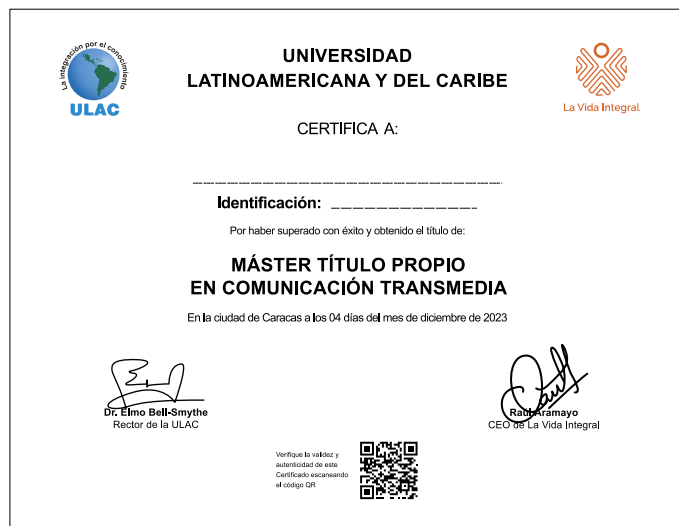 La integración por el conocimiento
ULAC
UNIVERSIDAD
LATINOAMERICANA Y DEL CARIBE
La Vida Integral
CERTIFICA A:
Identificación:
Por haber superado con éxito y obtenido el título de:
MÁSTER TÍTULO PROPIO
EN COMUNICACIÓN TRANSMEDIA
En la ciudad de Caracas a los 04 días del mes de diciembre de 2023
Dr. Elmo Bell-Smythe
Rector de la ULAC
Raúl Aramayo
CEO de La Vida Integral
Verifique la validez y
autenticidad de este
Certificado escaneando
el código QR